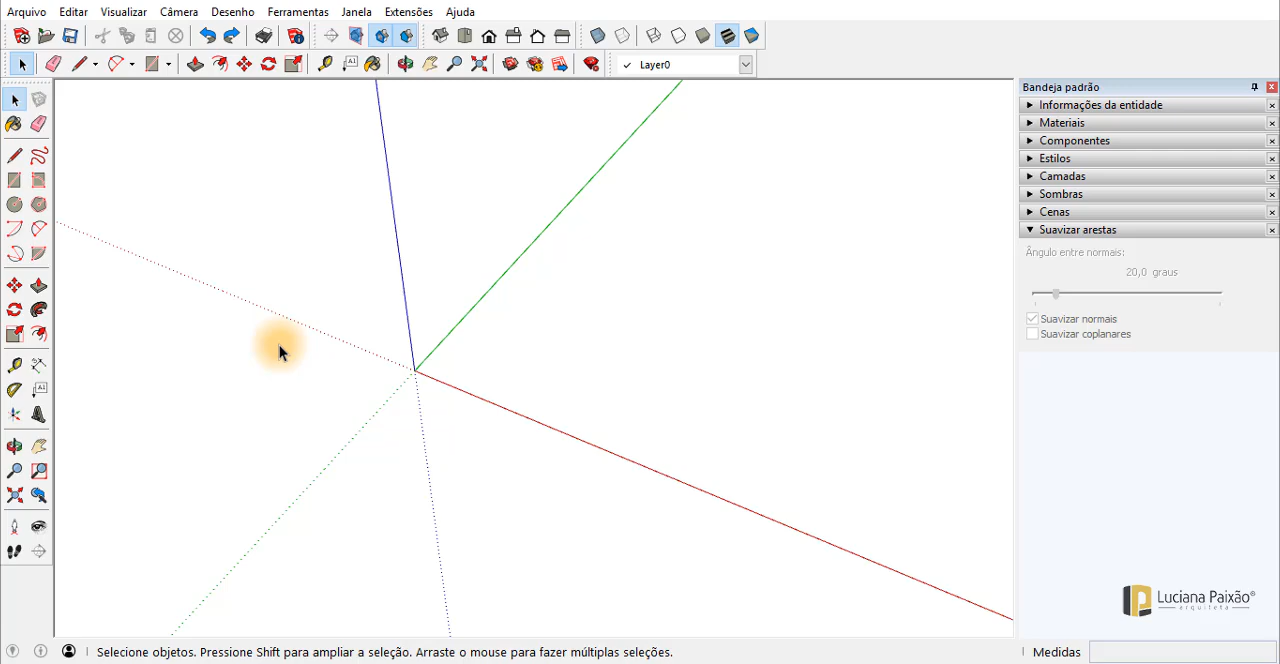 Arquivo Editar Visualizar Câmera Desenho Ferramentas Janela Extensões Ajuda
Layer0
Bandeja padrão
Informações da entidade
Materiais
Componentes
Estilos
Camadas
Sombras
Cenas
Suavizar arestas
Ângulo entre normais:
20,0 graus
Suavizar normais
Suavizar coplanares
Luciana Paixão®
arquiteta
Selecione objetos. Pressione Shift para ampliar a seleção. Arraste o mouse para fazer múltiplas seleções.
Medidas